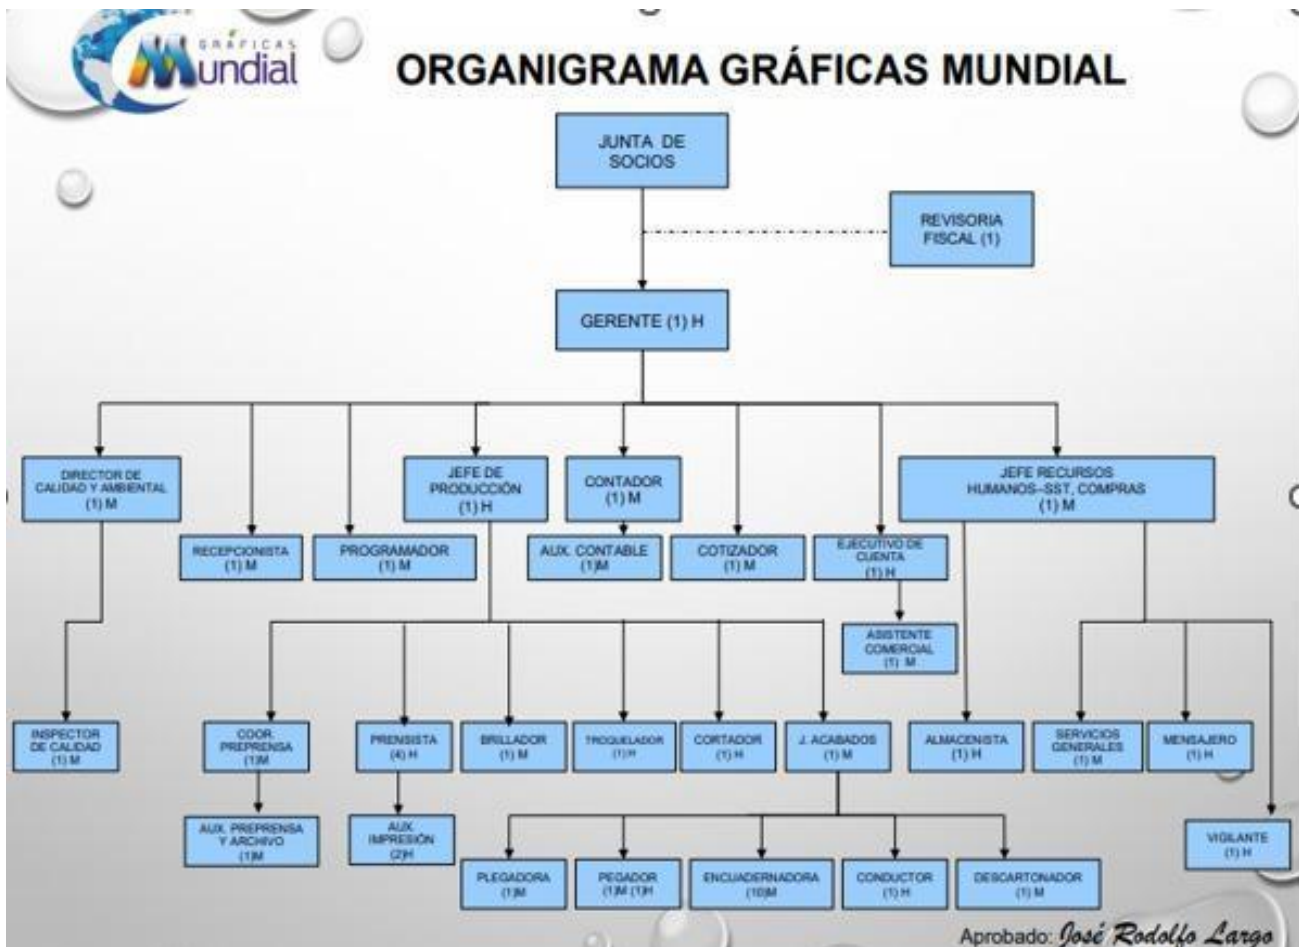 GRÁFICAS
Mundial
ORGANIGRAMA GRÁFICAS MUNDIAL
JUNTA DE
SOCIOS
REVISORIA
FISCAL (1)
GERENTE (1) H
DIRECTOR DE
CALIDAD Y AMBIENTAL
(1) M
JEFE DE
PRODUCCIÓN
(1) H
CONTADOR
(1) M
JEFE RECURSOS
HUMANOS–SST, COMPRAS
(1) M
RECEPCIONISTA
(1) M
PROGRAMADOR
(1) M
AUX. CONTABLE
(1)M
COTIZADOR
(1) M
EJECUTIVO DE
CUENTA
(1) H
ASISTENTE
COMERCIAL
(1) M
INSPECTOR
DE CALIDAD
(1) M
COOR.
PREPRENSA
(1)M
PRENSISTA
(4) H
BRILLADOR
(1) M
TROQUELADOR
(1) H
CORTADOR
(1) H
J. ACABADOS
(1) M
ALMACENISTA
(1) H
SERVICIOS
GENERALES
(1) M
MENSAJERO
(1) H
AUX. PREPRENSA
Y ARCHIVO
(1)M
AUX.
IMPRESIÓN
(2)H
VIGILANTE
(1) H
PLEGADORA
(1)M
PEGADOR
(1)M (1)H
ENCUADERNADORA
(10)M
CONDUCTOR
(1) H
DESCARTONADOR
(1) M
Aprobado: José Rodolfo Largo